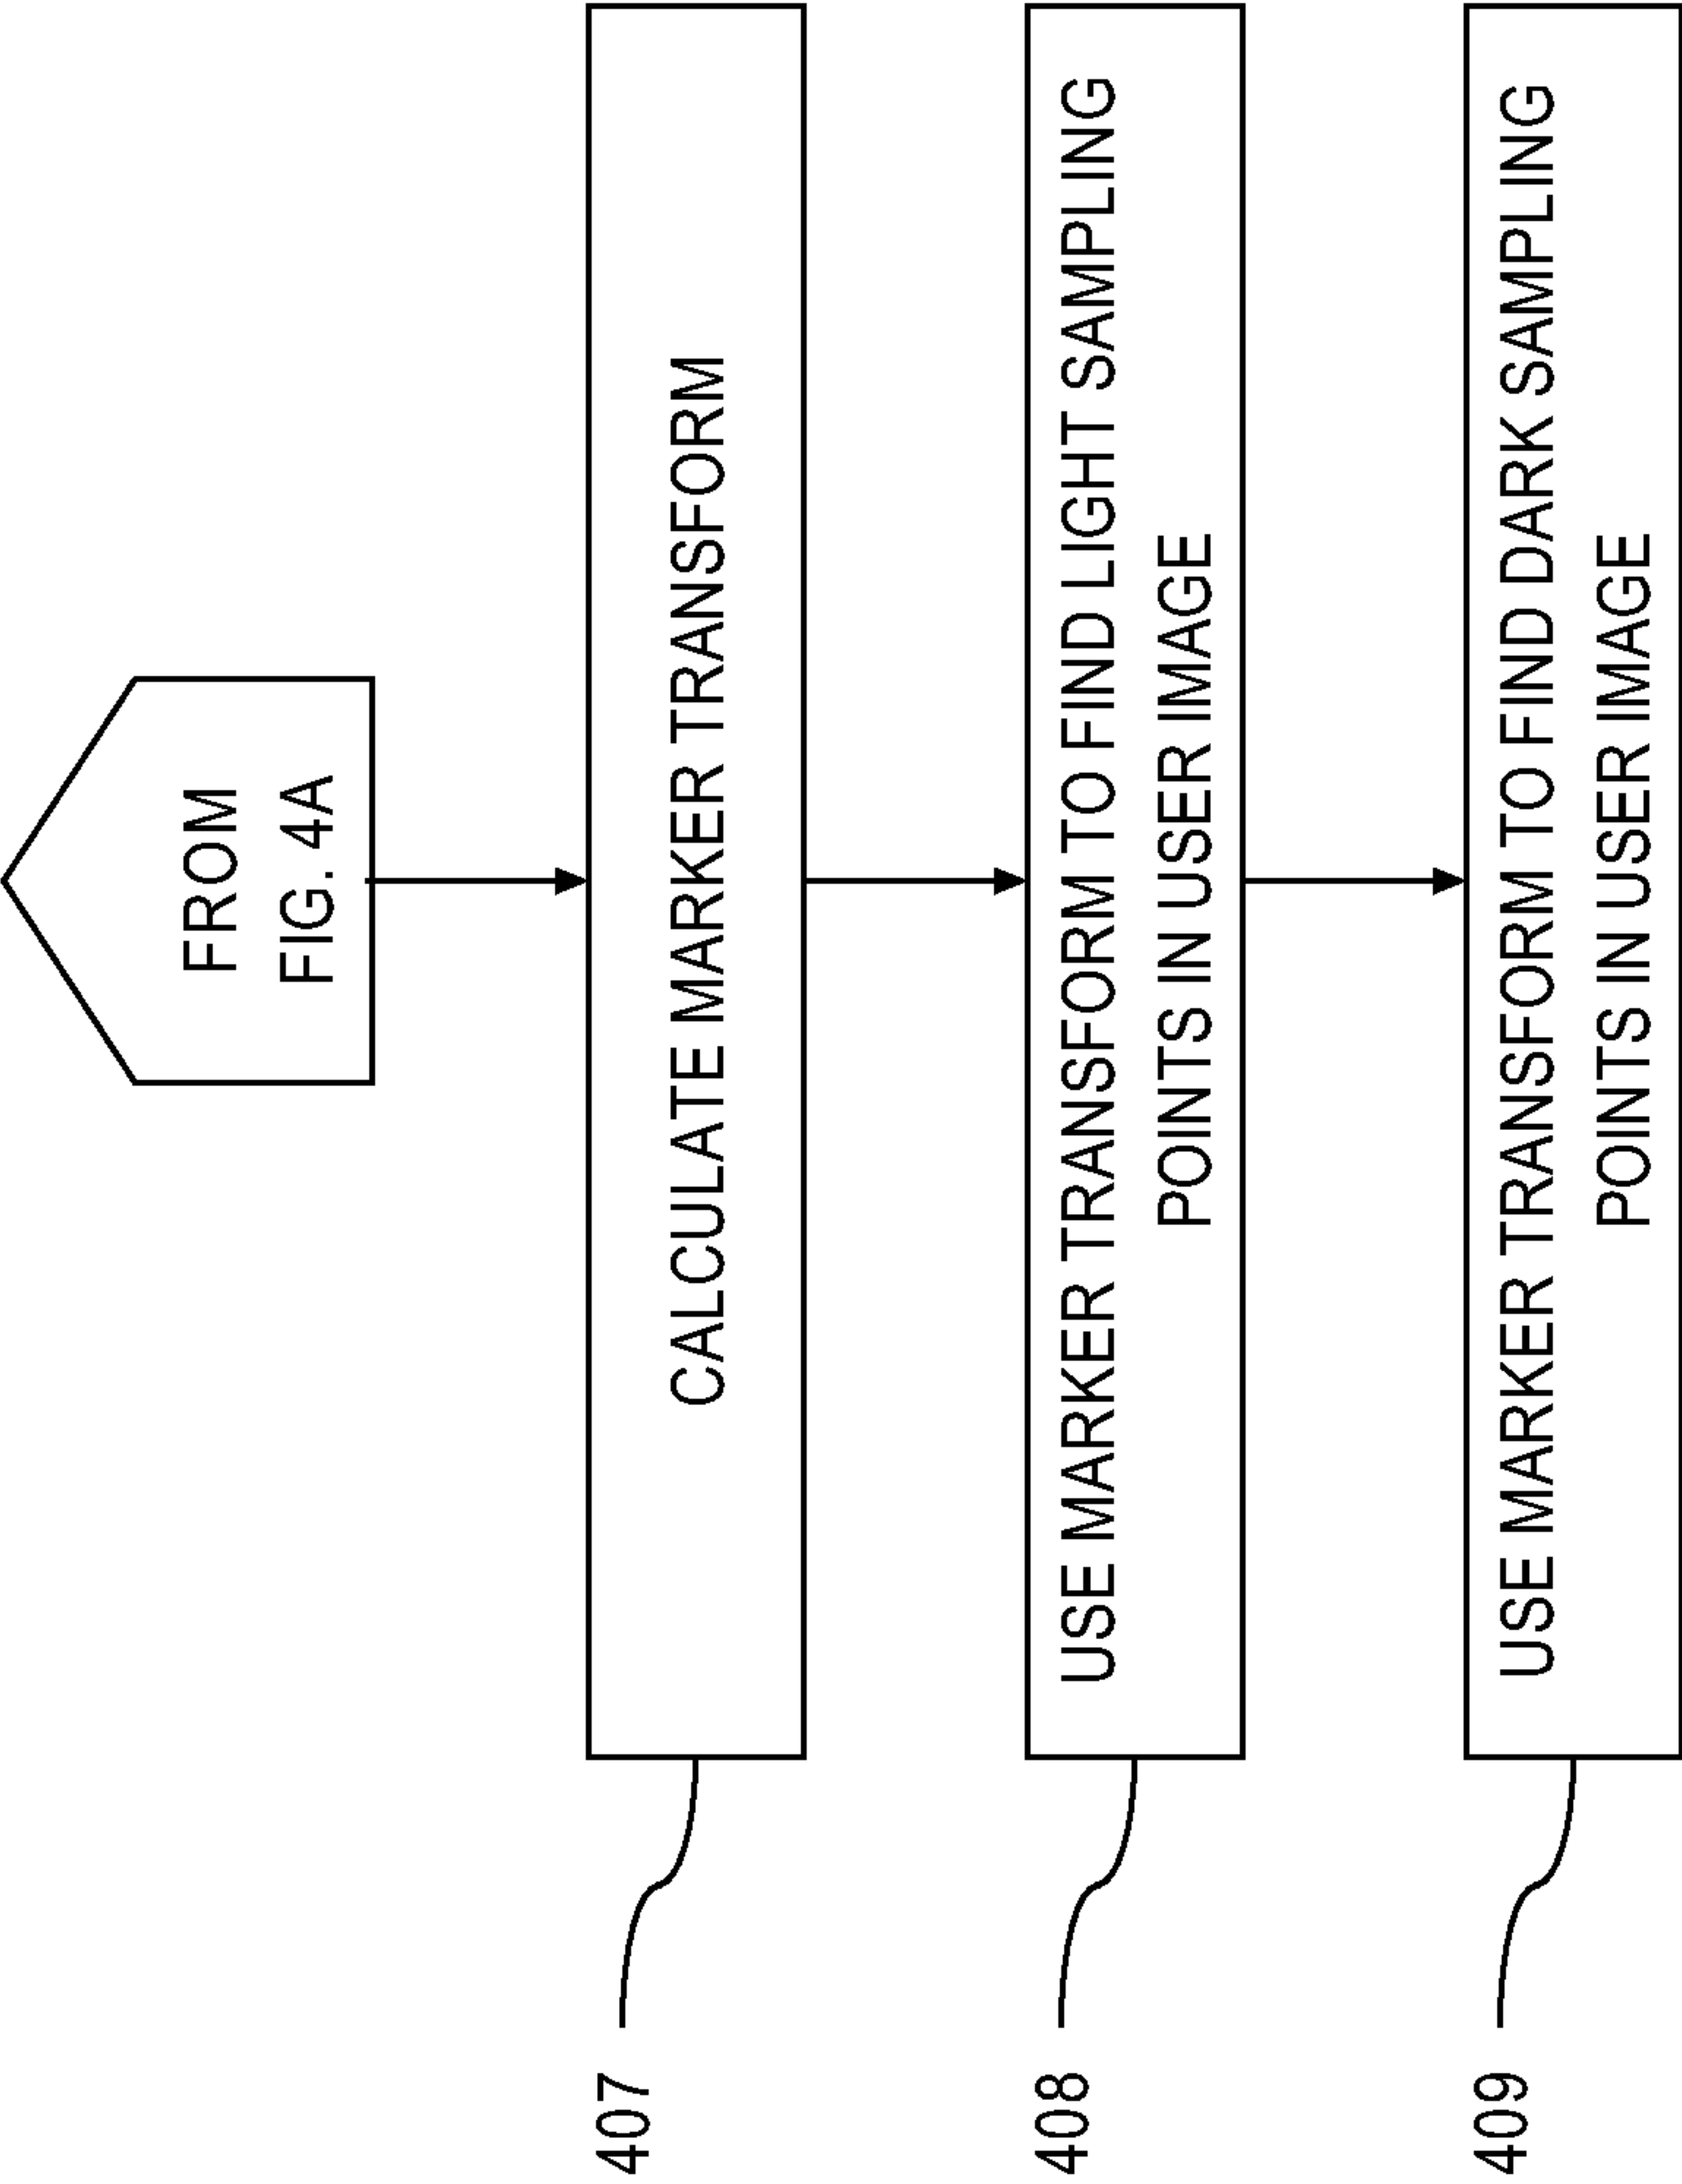 FROM
FIG. 4A
407
CALCULATE MARKER TRANSFORM
408
USE MARKER TRANSFORM TO FIND LIGHT SAMPLING
POINTS IN USER IMAGE
409
USE MARKER TRANSFORM TO FIND DARK SAMPLING
POINTS IN USER IMAGE